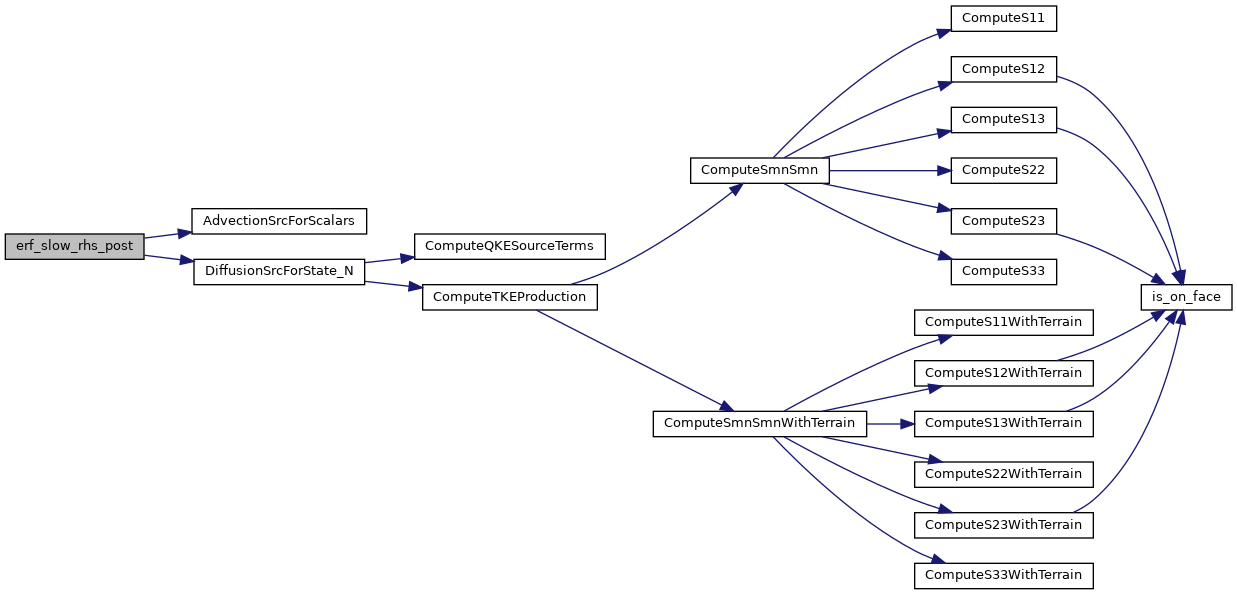 erf_slow_rhs_post
AdvectionSrcForScalars
DiffusionSrcForState_N
ComputeQKESourceTerms
ComputeTKEProduction
ComputeSmnSmn
ComputeSmnSmnWithTerrain
ComputeS11
ComputeS12
ComputeS13
ComputeS22
ComputeS23
ComputeS33
ComputeS11WithTerrain
ComputeS12WithTerrain
ComputeS13WithTerrain
ComputeS22WithTerrain
ComputeS23WithTerrain
ComputeS33WithTerrain
is_on_face